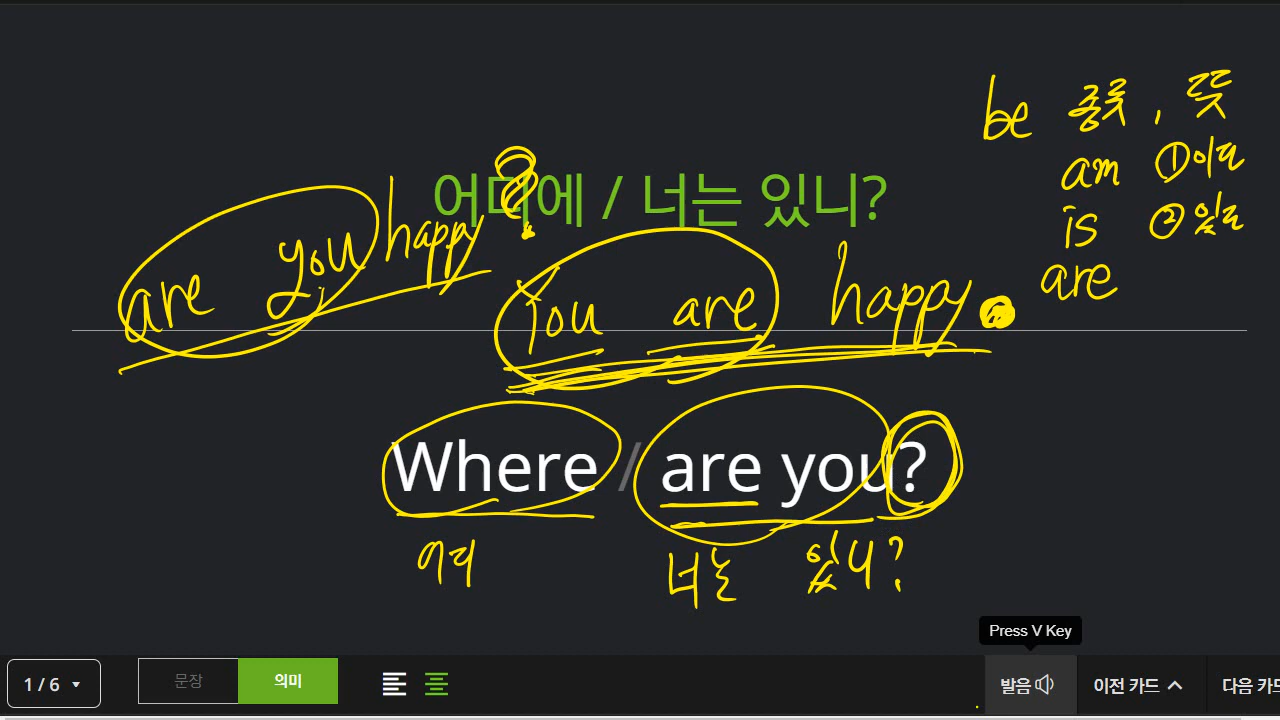 be 종류, 뜻
am ①이다
is ②있다
are
어디에 / 너는 있니?
are you happy ?
You are happy.
Where / are you?
어디 너는 있니?
Press V Key
1 / 6 문장 의미 발음 이전 카드 다음 카드